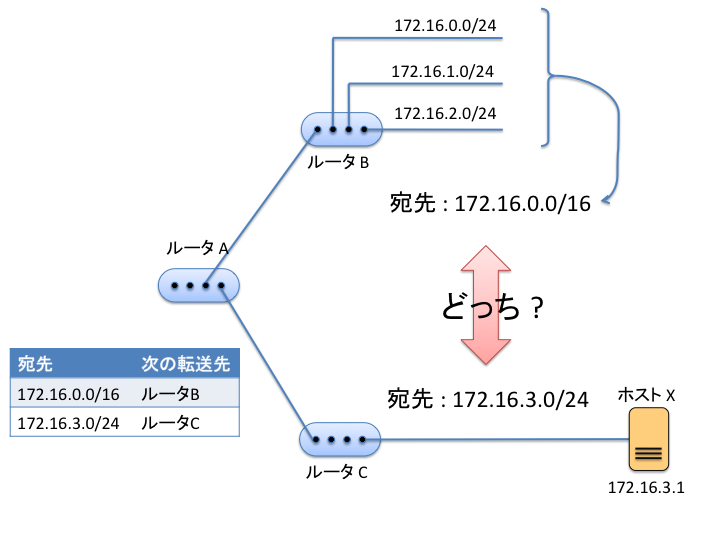 172.16.0.0/24
172.16.1.0/24
172.16.2.0/24
ルータ B
宛先 : 172.16.0.0/16
ルータ A
どっち ?
宛先 次の転送先
172.16.0.0/16 ルータB
172.16.3.0/24 ルータC
宛先 : 172.16.3.0/24
ホスト X
ルータ C
172.16.3.1